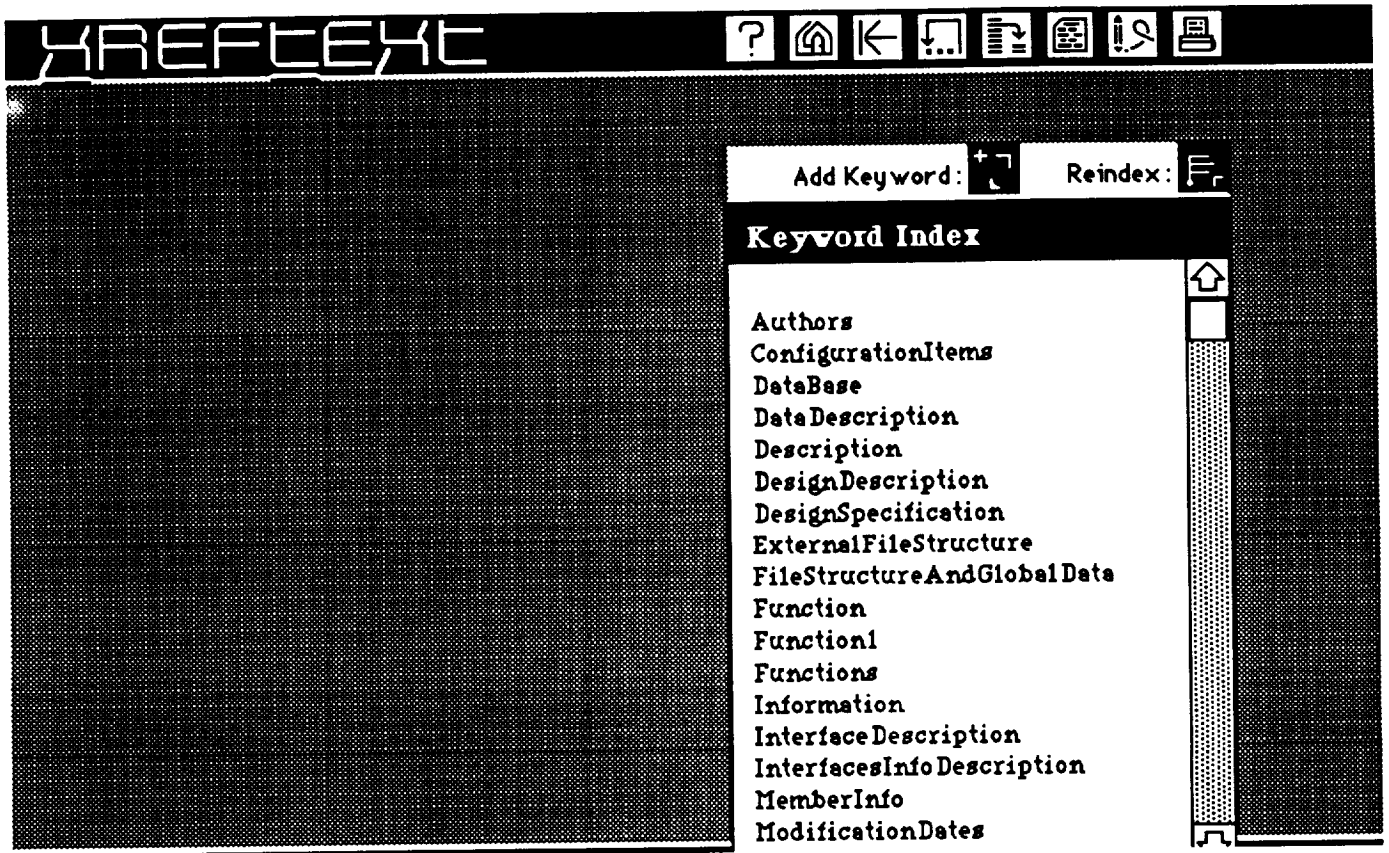 XREFTEXT
?
Add Keyword: Reindex:
Keyword Index
Authors
ConfigurationItems
DataBase
DataDescription
Description
DesignDescription
DesignSpecification
ExternalFileStructure
FileStructureAndGlobalData
Function
Function1
Functions
Information
InterfaceDescription
InterfacesInfoDescription
MemberInfo
ModificationDates